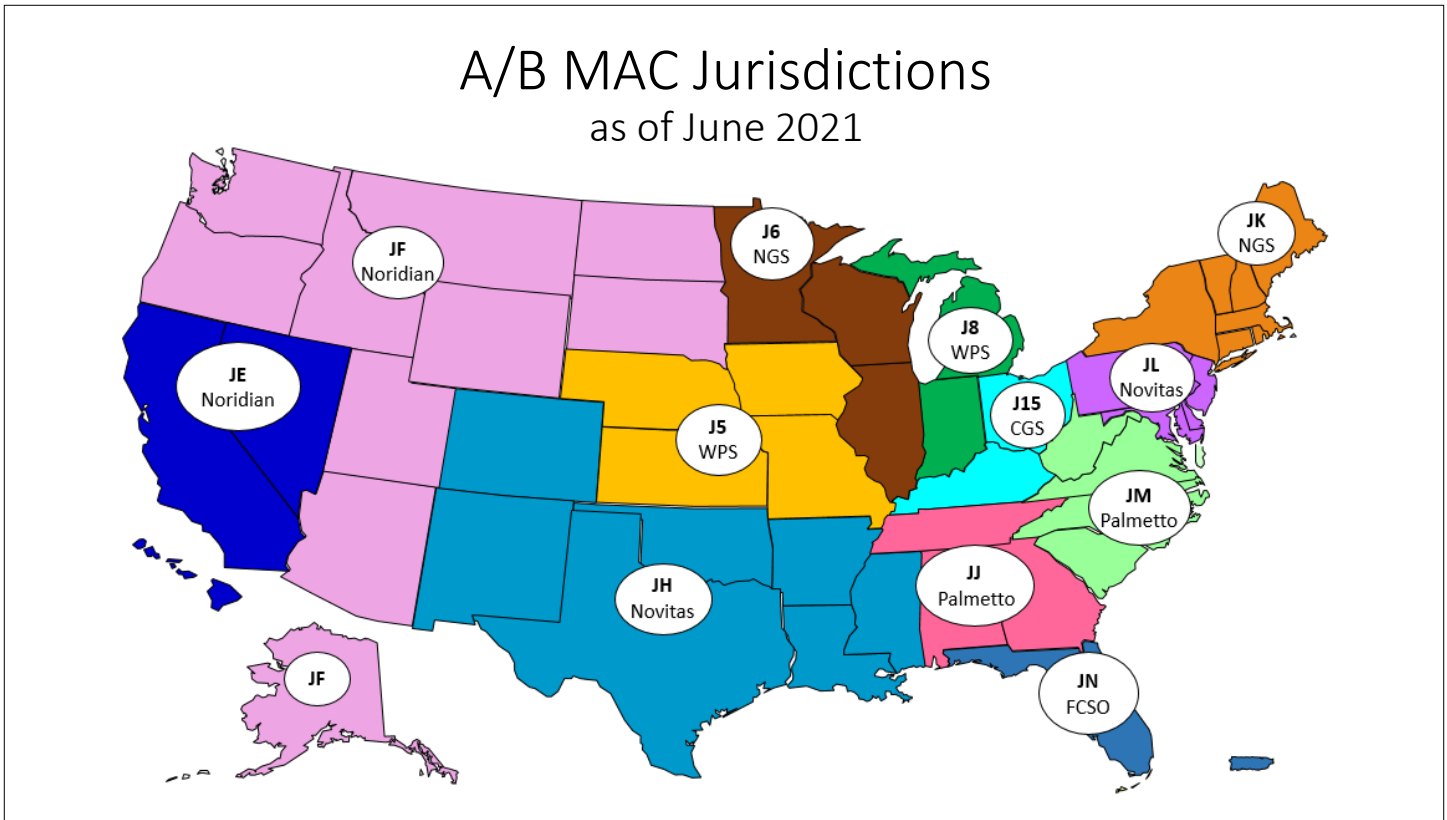 A/B MAC Jurisdictions
as of June 2021
JF
Noridian
J6
NGS
JK
NGS
J8
WPS
JE
Noridian
JL
Novitas
J15
CGS
J5
WPS
JM
Palmetto
JH
Novitas
JJ
Palmetto
JF
JN
FCSO